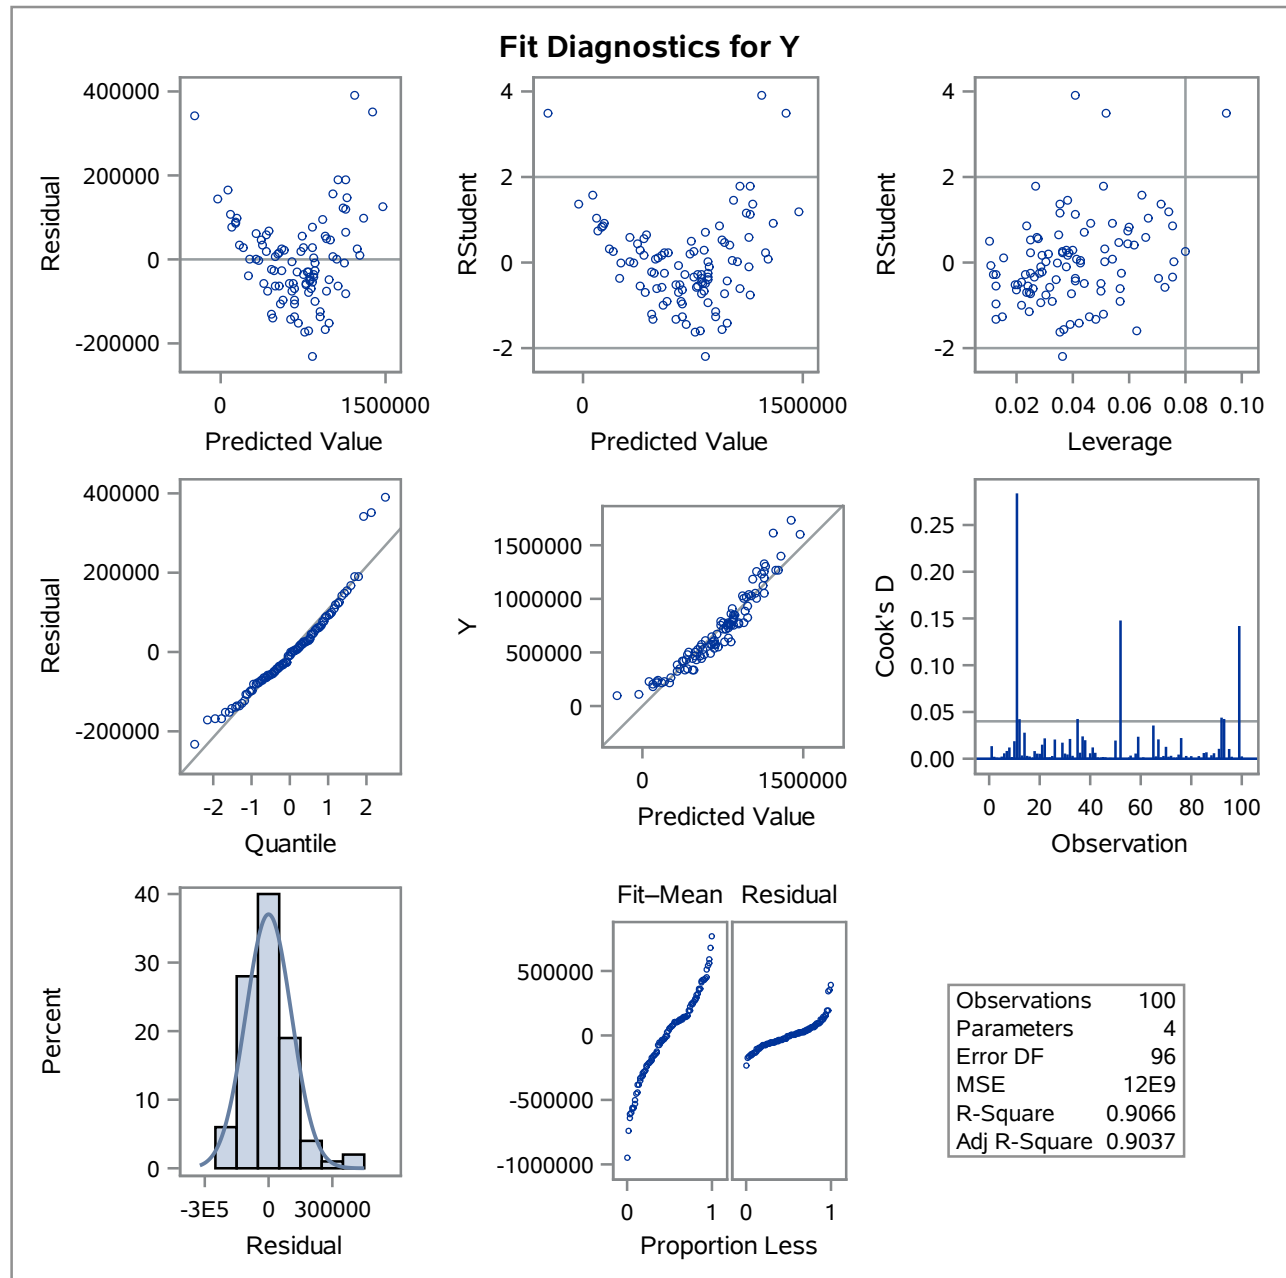 Fit Diagnostics for Y
400000
200000
0
-200000
Residual
0
1500000
Predicted Value
4
2
0
-2
RStudent
0
1500000
Predicted Value
4
2
0
-2
RStudent
0.02 0.04 0.06 0.08 0.10
Leverage
400000
200000
0
-200000
Residual
-2 -1 0 1 2
Quantile
1500000
1000000
500000
0
Y
0
1500000
Predicted Value
0.25
0.20
0.15
0.10
0.05
0.00
Cook's D
0 20 40 60 80 100
Observation
40
30
20
10
0
Percent
-3E5 0 300000
Residual
Fit–Mean Residual
500000
0
-500000
-1000000
0 1 0 1
Proportion Less
Observations 100
Parameters 4
Error DF 96
MSE 12E9
R-Square 0.9066
Adj R-Square 0.9037